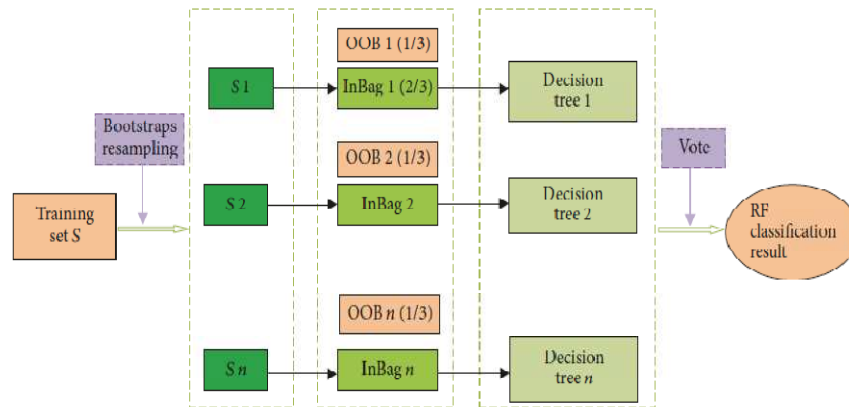 Bootstraps
resampling
Training
set S
S 1
OOB 1 (1/3)
InBag 1 (2/3)
Decision
tree 1
S 2
OOB 2 (1/3)
InBag 2
Decision
tree 2
S n
OOB n (1/3)
InBag n
Decision
tree n
Vote
RF
classification
result